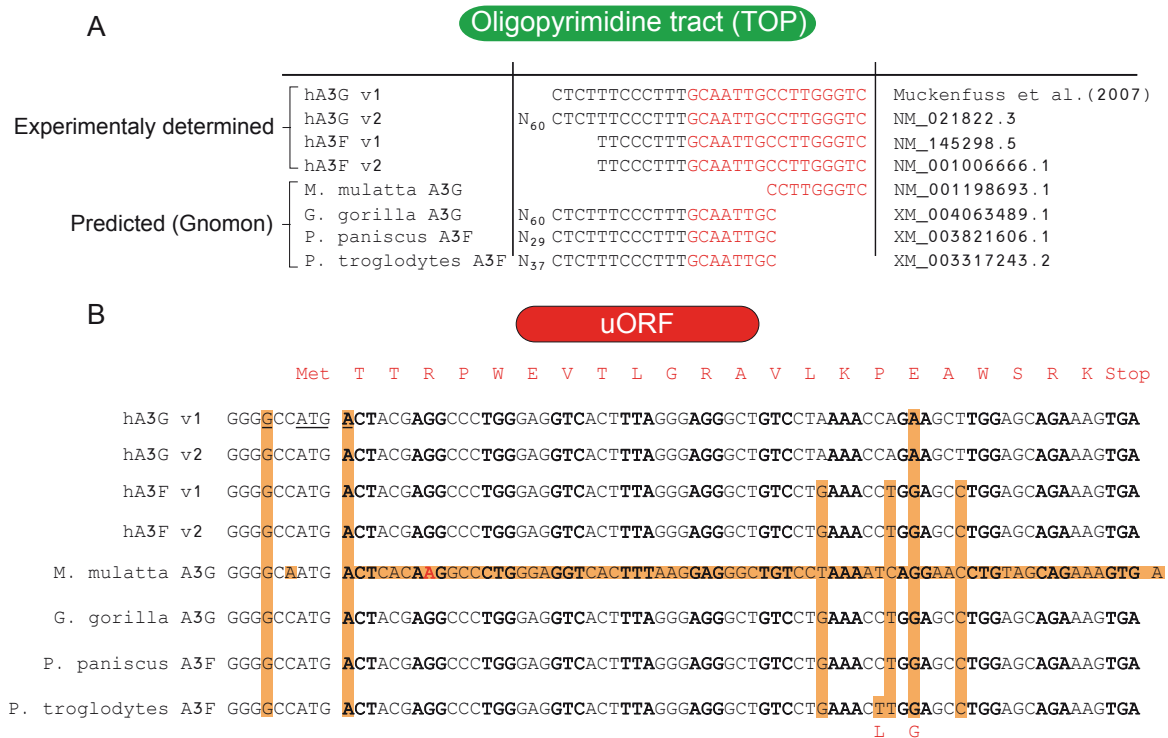 A
Oligopyrimidine tract (TOP)
Experimentaly determined
hA3G v1 CTCTTTCCCTTTGCAATTGCCTTGGGTC Muckenfuss et al.(2007)
hA3G v2 N60 CTCTTTCCCTTTGCAATTGCCTTGGGTC NM_021822.3
hA3F v1 TTCCCTTTGCAATTGCCTTGGGTC NM_145298.5
hA3F v2 TTCCCTTTGCAATTGCCTTGGGTC NM_001006666.1
Predicted (Gnomon)
M. mulatta A3G CCTTGGGTC NM_001198693.1
G. gorilla A3G N60 CTCTTTCCCTTTGCAATTGC XM_004063489.1
P. paniscus A3F N29 CTCTTTCCCTTTGCAATTGC XM_003821606.1
P. troglodytes A3F N37 CTCTTTCCCTTTGCAATTGC XM_003317243.2
B
uORF
Met T T R P W E V T L G R A V L K P E A W S R K Stop
hA3G v1 GGGGCCATG ACTACGAGGCCCTGGGAGGTCACTTTAGGGAGGGCTGTCCTAAAACCAGAAGCTTGGAGCAGAAAGTGA
hA3G v2 GGGGCCATG ACTACGAGGCCCTGGGAGGTCACTTTAGGGAGGGCTGTCCTAAAACCAGAAGCTTGGAGCAGAAAGTGA
hA3F v1 GGGGCCATG ACTACGAGGCCCTGGGAGGTCACTTTAGGGAGGGCTGTCCTGAAACCTGGAGCCTGGAGCAGAAAGTGA
hA3F v2 GGGGCCATG ACTACGAGGCCCTGGGAGGTCACTTTAGGGAGGGCTGTCCTGAAACCTGGAGCCTGGAGCAGAAAGTGA
M. mulatta A3G GGGGCAATG ACTCACAAGGCCCTGGGAGGTCACTTTAAGGAGGGCTGTCCTAAAATCAGGAACCTGTAGCAGAAAGTG A
G. gorilla A3G GGGGCCATG ACTACGAGGCCCTGGGAGGTCACTTTAGGGAGGGCTGTCCTGAAACCTGGAGCCTGGAGCAGAAAGTGA
P. paniscus A3F GGGGCCATG ACTACGAGGCCCTGGGAGGTCACTTTAGGGAGGGCTGTCCTGAAACCTGGAGCCTGGAGCAGAAAGTGA
P. troglodytes A3F GGGGCCATG ACTACGAGGCCCTGGGAGGTCACTTTAGGGAGGGCTGTCCTGAAACTTGGAGCCTGGAGCAGAAAGTGA
L G